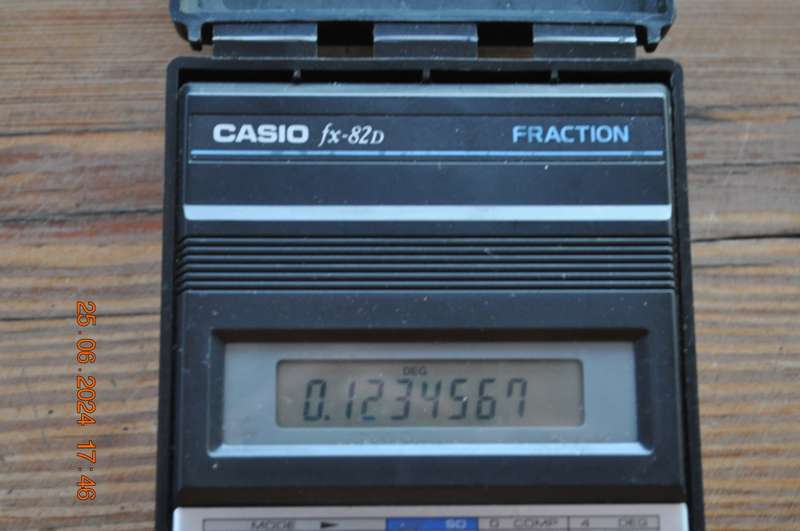 CASIO fx-82D FRACTION
DEG
0.1234567
MODE ► · SD 0 COMP 4 DEG
25.06.2024 17:46